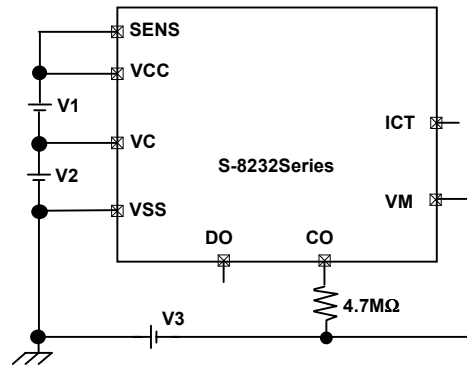 SENS
VCC
V1
ICT
VC
S-8232Series
V2
VM
VSS
DO
CO
4.7MΩ
V3